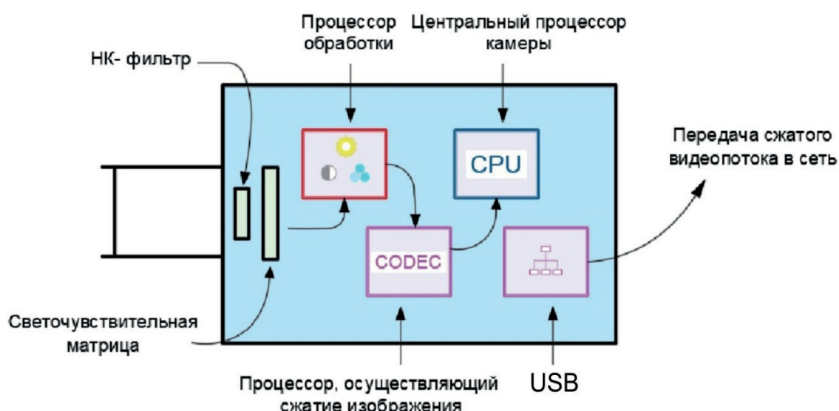 Процессор
обработки
Центральный процессор
камеры
НК- фильтр
Передача сжатого
видеопотока в сеть
CPU
CODEC
Светочувствительная
матрица
Процессор, осуществляющий
сжатие изображения
USB